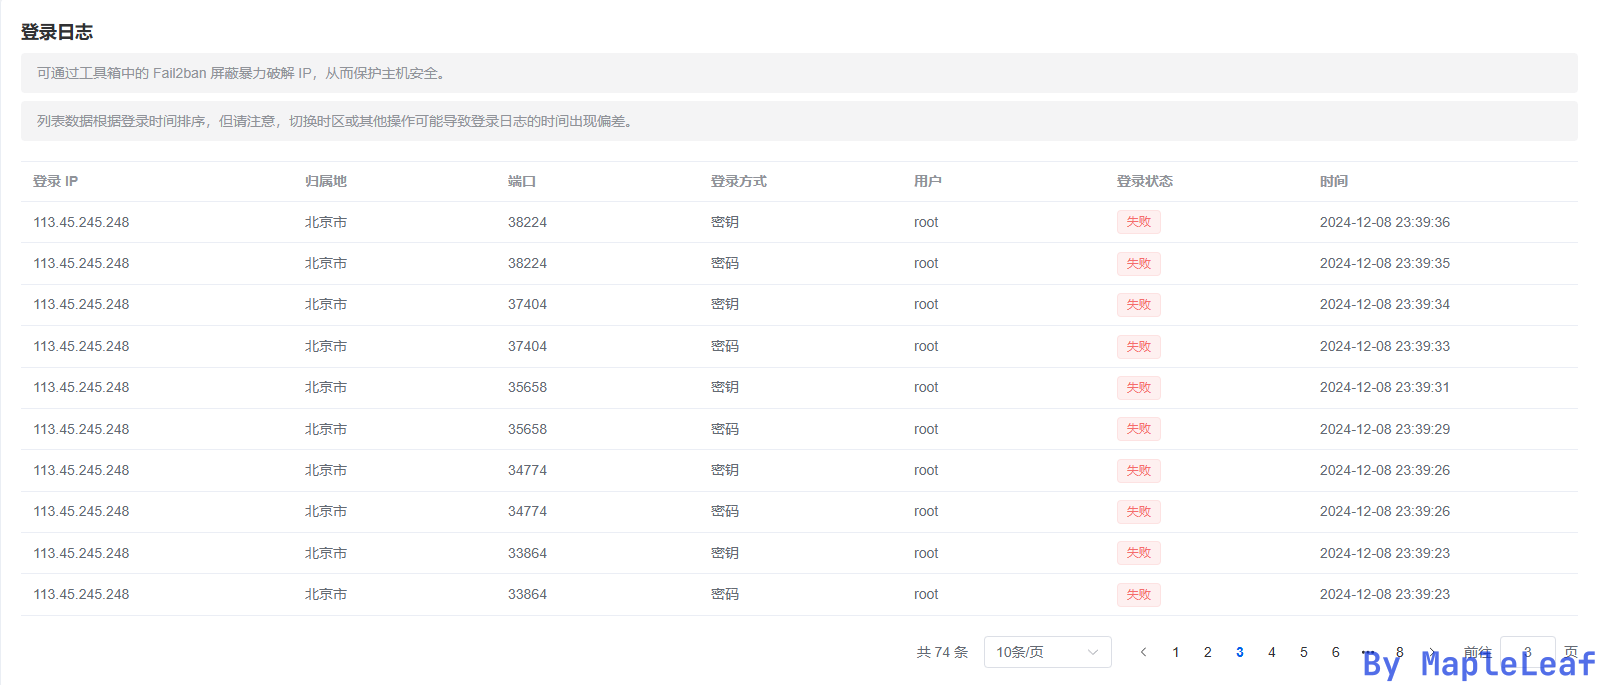 登录日志
可通过工具箱中的 Fail2ban 屏蔽暴力破解 IP，从而保护主机安全。
列表数据根据登录时间排序，但请注意，切换时区或其他操作可能导致登录日志的时间出现偏差。
登录 IP 归属地 端口 登录方式 用户 登录状态 时间
113.45.245.248 北京市 38224 密钥 root 失败 2024-12-08 23:39:36
113.45.245.248 北京市 38224 密码 root 失败 2024-12-08 23:39:35
113.45.245.248 北京市 37404 密钥 root 失败 2024-12-08 23:39:34
113.45.245.248 北京市 37404 密码 root 失败 2024-12-08 23:39:33
113.45.245.248 北京市 35658 密钥 root 失败 2024-12-08 23:39:31
113.45.245.248 北京市 35658 密码 root 失败 2024-12-08 23:39:29
113.45.245.248 北京市 34774 密钥 root 失败 2024-12-08 23:39:26
113.45.245.248 北京市 34774 密码 root 失败 2024-12-08 23:39:26
113.45.245.248 北京市 33864 密钥 root 失败 2024-12-08 23:39:23
113.45.245.248 北京市 33864 密码 root 失败 2024-12-08 23:39:23
共 74 条 10条/页 < 1 2 3 4 5 6 ••• 8 > 前往 3 页
By MapleLeaf